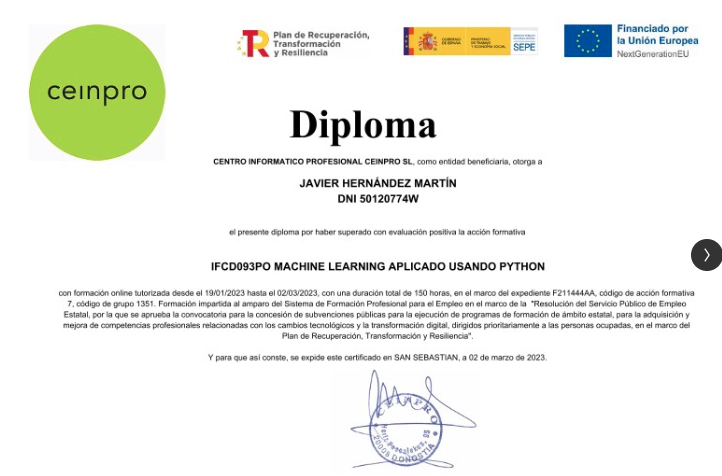 ceinpro
Plan de Recuperación,
Transformación
y Resiliencia
GOBIERNO
DE ESPAÑA
MINISTERIO
DE TRABAJO
Y ECONOMÍA SOCIAL
SEPE
Financiado por
la Unión Europea
NextGenerationEU
Diploma
CENTRO INFORMATICO PROFESIONAL CEINPRO SL, como entidad beneficiaria, otorga a
JAVIER HERNÁNDEZ MARTÍN
DNI 50120774W
el presente diploma por haber superado con evaluación positiva la acción formativa
IFCD093PO MACHINE LEARNING APLICADO USANDO PYTHON
con formación online tutorizada desde el 19/01/2023 hasta el 02/03/2023, con una duración total de 150 horas, en el marco del expediente F211444AA, código de acción formativa
7, código de grupo 1351. Formación impartida al amparo del Sistema de Formación Profesional para el Empleo en el marco de la "Resolución del Servicio Público de Empleo
Estatal, por la que se aprueba la convocatoria para la concesión de subvenciones públicas para la ejecución de programas de formación de ámbito estatal, para la adquisición y
mejora de competencias profesionales relacionadas con los cambios tecnológicos y la transformación digital, dirigidos prioritariamente a las personas ocupadas, en el marco del
Plan de Recuperación, Transformación y Resiliencia".
Y para que así conste, se expide este certificado en SAN SEBASTIAN, a 02 de marzo de 2023.
CEINPRO
20008 DONOSTIA